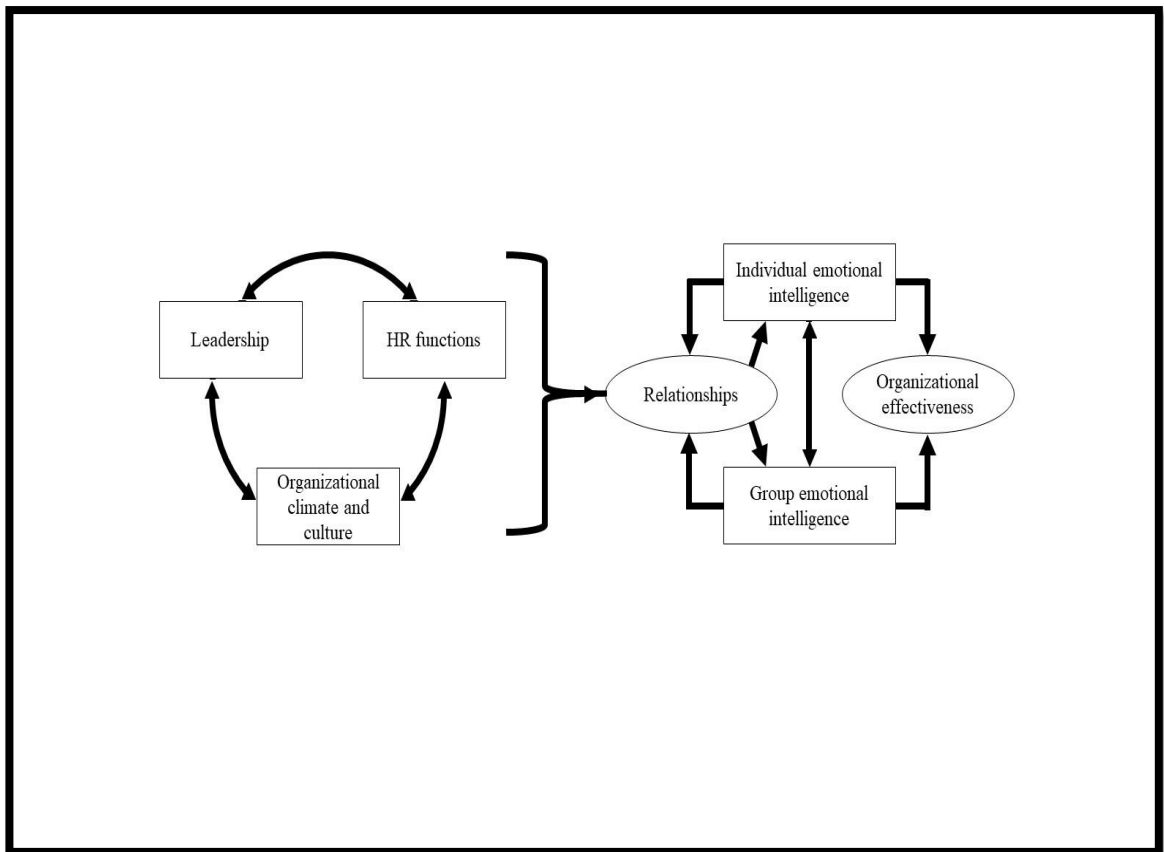 Leadership
HR functions
Organizational
climate and
culture
Relationships
Individual emotional
intelligence
Group emotional
intelligence
Organizational
effectiveness